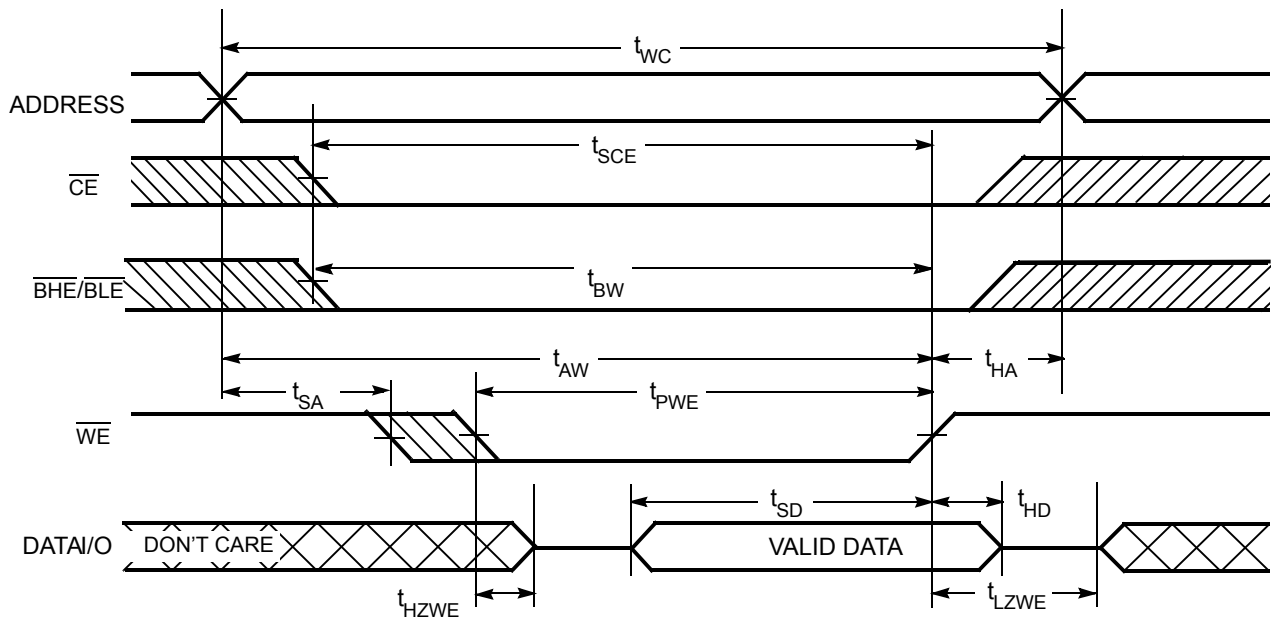 tWC
ADDRESS
tSCE
CE
BHE/BLE
tBW
tAW
tHA
tSA
tPWE
WE
tSD
tHD
DATAI/O
DON'T CARE
VALID DATA
tHZWE
tLZWE